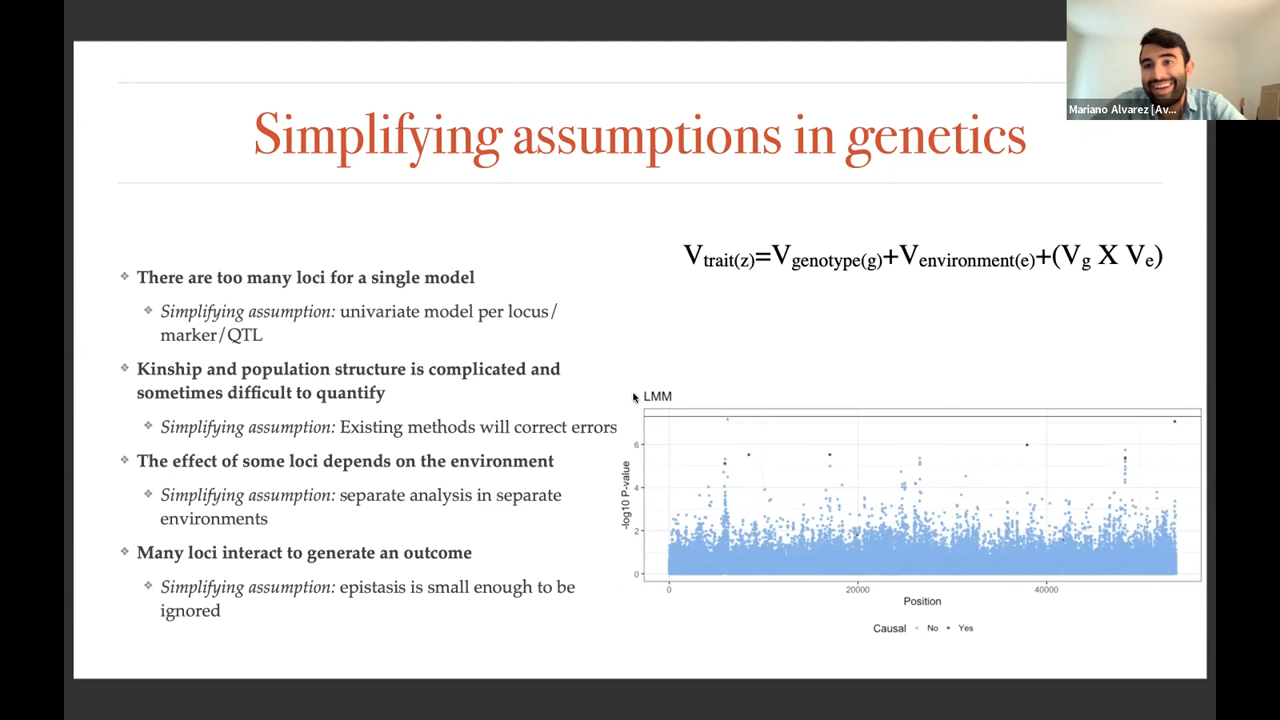 Mariano Alvarez [Av...
Simplifying assumptions in genetics
Vtrait(z)=Vgenotype(g)+Venvironment(e)+(Vg X Ve)
There are too many loci for a single model
Simplifying assumption: univariate model per locus/
marker/QTL
Kinship and population structure is complicated and
sometimes difficult to quantify
Simplifying assumption: Existing methods will correct errors
The effect of some loci depends on the environment
Simplifying assumption: separate analysis in separate
environments
Many loci interact to generate an outcome
Simplifying assumption: epistasis is small enough to be
ignored
LMM
-log10 P-value
6
4
2
0
0 20000 40000
Position
Causal No Yes